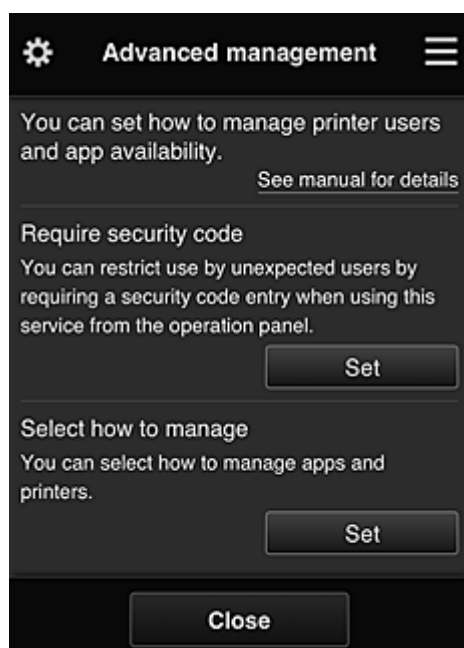 Advanced management
You can set how to manage printer users
and app availability.
See manual for details
Require security code
You can restrict use by unexpected users by
requiring a security code entry when using this
service from the operation panel.
Set
Select how to manage
You can select how to manage apps and
printers.
Set
Close